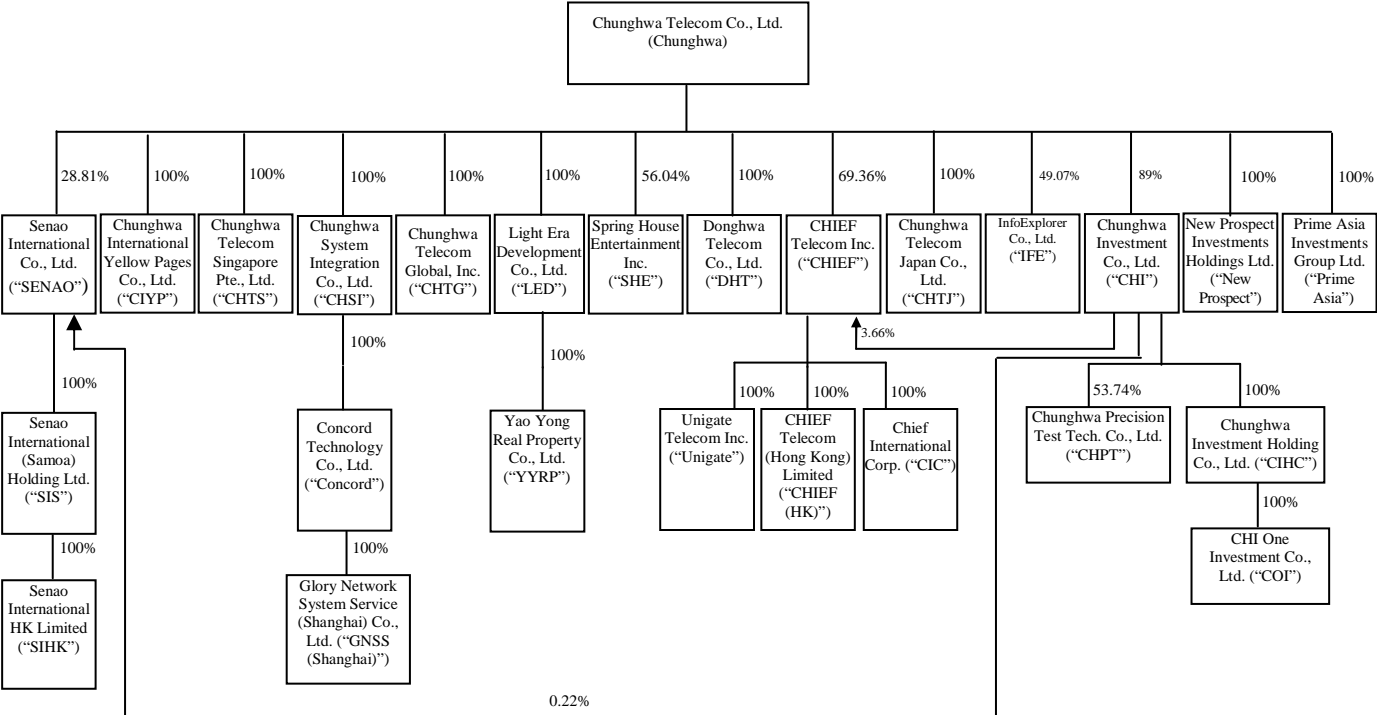 Chunghwa Telecom Co., Ltd.
(Chunghwa)
28.81%
100%
100%
100%
100%
100%
56.04%
100%
69.36%
100%
49.07%
89%
100%
100%
Senao
International
Co., Ltd.
(“SENAO”)
Chunghwa
International
Yellow Pages
Co., Ltd.
(“CIYP”)
Chunghwa
Telecom
Singapore
Pte., Ltd.
(“CHTS”)
Chunghwa
System
Integration
Co., Ltd.
(“CHSI”)
Chunghwa
Telecom
Global, Inc.
(“CHTG”)
Light Era
Development
Co., Ltd.
(“LED”)
Spring House
Entertainment
Inc.
(“SHE”)
Donghwa
Telecom
Co., Ltd.
(“DHT”)
CHIEF
Telecom Inc.
(“CHIEF”)
Chunghwa
Telecom
Japan Co.,
Ltd.
(“CHTJ”)
InfoExplorer
Co., Ltd.
(“IFE”)
Chunghwa
Investment
Co., Ltd.
(“CHI”)
New Prospect
Investments
Holdings Ltd.
(“New
Prospect”)
Prime Asia
Investments
Group Ltd.
(“Prime
Asia”)
3.66%
100%
100%
100%
100%
100%
100%
53.74%
100%
Senao
International
(Samoa)
Holding Ltd.
(“SIS”)
Concord
Technology
Co., Ltd.
(“Concord”)
Yao Yong
Real Property
Co., Ltd.
(“YYRP”)
Unigate
Telecom Inc.
(“Unigate”)
CHIEF
Telecom
(Hong Kong)
Limited
(“CHIEF
(HK)”)
Chief
International
Corp. (“CIC”)
Chunghwa Precision
Test Tech. Co., Ltd.
(“CHPT”)
Chunghwa
Investment Holding
Co., Ltd. (“CIHC”)
100%
100%
100%
Senao
International
HK Limited
(“SIHK”)
Glory Network
System Service
(Shanghai) Co.,
Ltd. (“GNSS
(Shanghai)”)
CHI One
Investment Co.,
Ltd. (“COI”)
0.22%